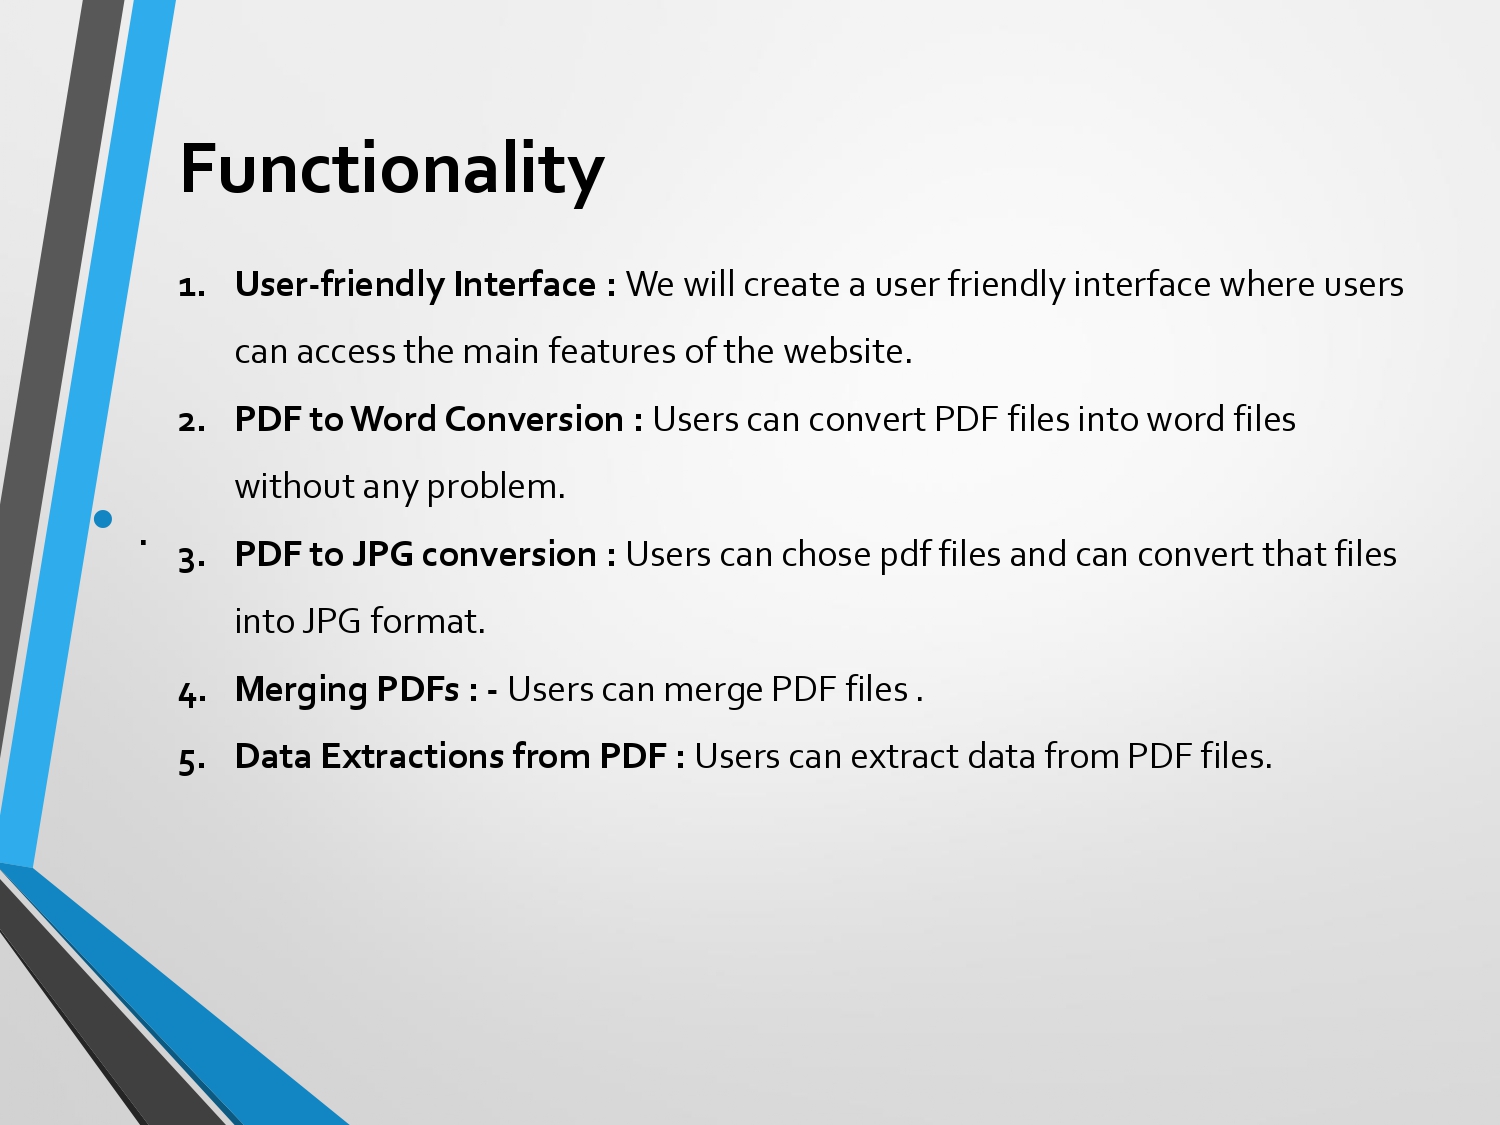 Functionality
1. User-friendly Interface : We will create a user friendly interface where users
can access the main features of the website.
2. PDF to Word Conversion : Users can convert PDF files into word files
without any problem.
• .
3. PDF to JPG conversion : Users can chose pdf files and can convert that files
into JPG format.
4. Merging PDFs : - Users can merge PDF files .
5. Data Extractions from PDF : Users can extract data from PDF files.